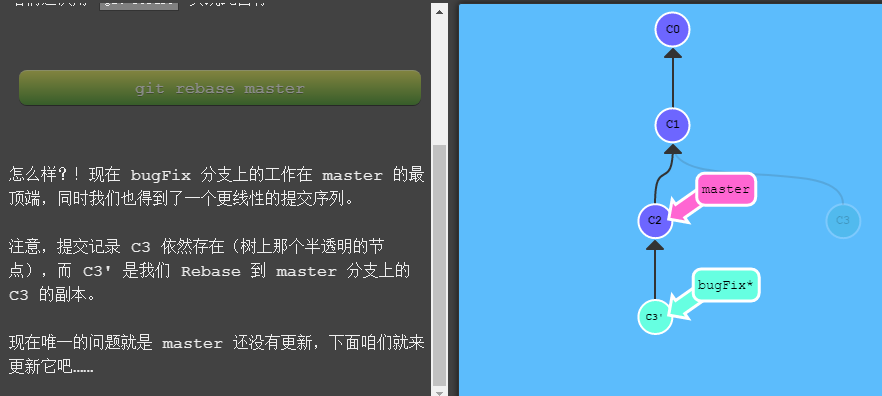 git rebase master
怎么样？！现在 bugFix 分支上的工作在 master 的最
顶端，同时我们也得到了一个更线性的提交序列。
注意，提交记录 C3 依然存在（树上那个半透明的节
点），而 C3' 是我们 Rebase 到 master 分支上的
C3 的副本。
现在唯一的问题就是 master 还没有更新，下面咱们就来
更新它吧……
C0
C1
master
C2
C3
bugFix*
C3'